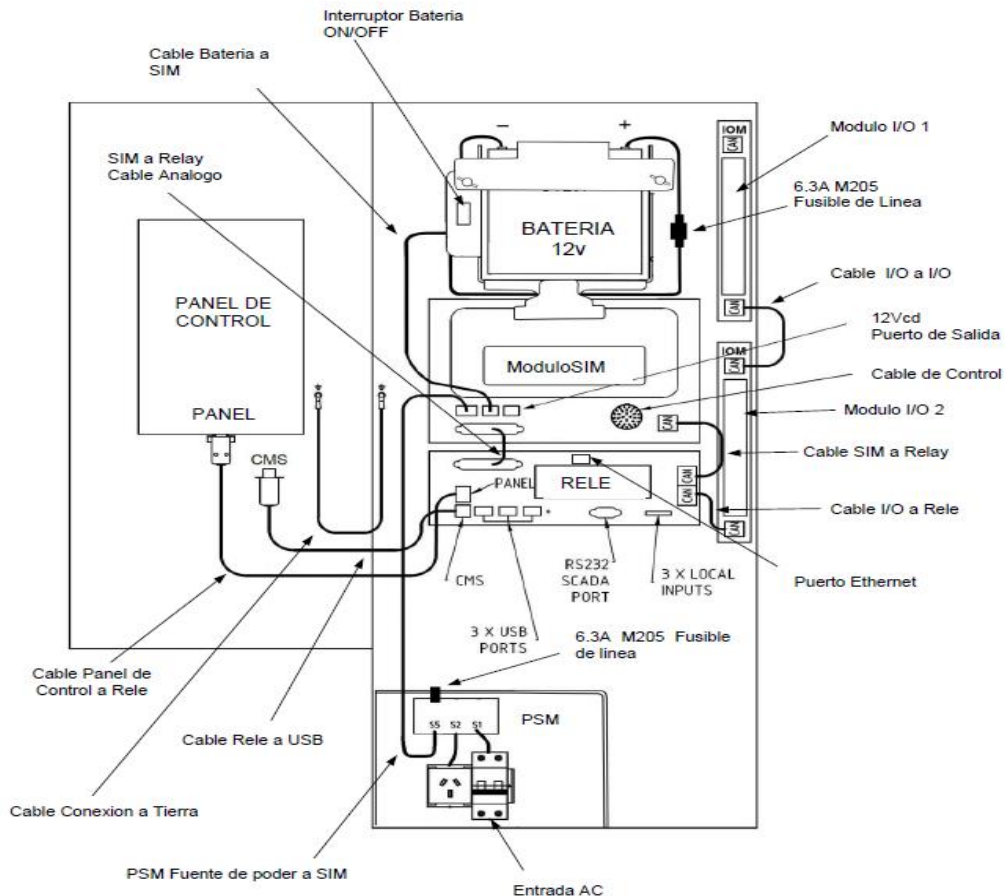 Interruptor Bateria
ON/OFF
Cable Bateria a
SIM
SIM a Relay
Cable Analogo
−
+
IOM
CAN
Modulo I/O 1
6.3A M205
Fusible de Linea
BATERIA
12v
PANEL DE
CONTROL
PANEL
CAN
Cable I/O a I/O
12Vcd
Puerto de Salida
IOM
CAN
ModuloSIM
Cable de Control
Modulo I/O 2
CAN
Cable SIM a Relay
CMS
PANEL
RELE
CAN
CAN
CAN
Cable I/O a Rele
CMS
RS232
SCADA
PORT
3 X LOCAL
INPUTS
Puerto Ethernet
3 X USB
PORTS
6.3A M205 Fusible
de linea
Cable Panel de
Control a Rele
PSM
S5 S2 S1
Cable Rele a USB
Cable Conexion a Tierra
PSM Fuente de poder a SIM
Entrada AC